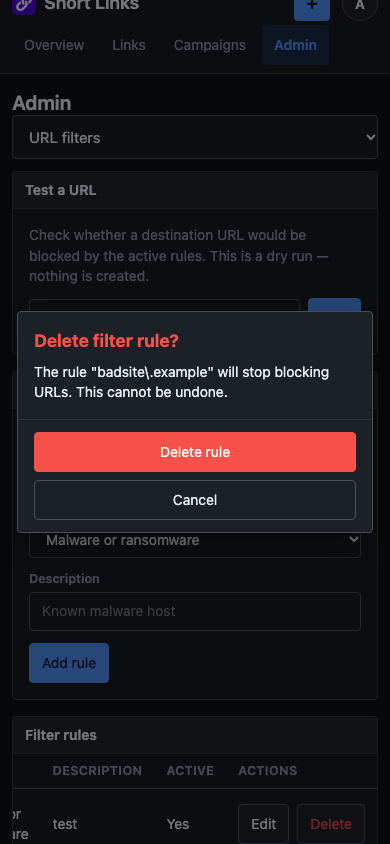 Short Links
+
A
Overview Links Campaigns Admin
Admin
URL filters
Test a URL
Check whether a destination URL would be
blocked by the active rules. This is a dry run —
nothing is created.
Delete filter rule?
The rule "badsite\.example" will stop blocking
URLs. This cannot be undone.
Delete rule
Cancel
Malware or ransomware
Description
Known malware host
Add rule
Filter rules
DESCRIPTION ACTIVE ACTIONS
test Yes Edit Delete